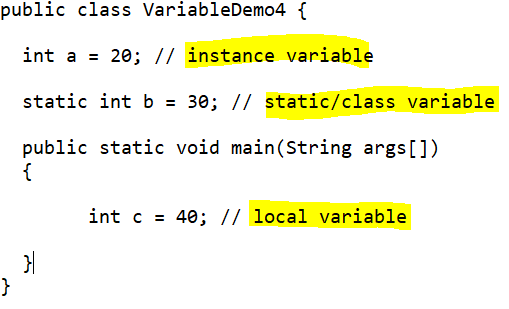 public class VariableDemo4 {
int a = 20; // instance variable
static int b = 30; // static/class variable
public static void main(String args[])
{
int c = 40; // local variable
}
}